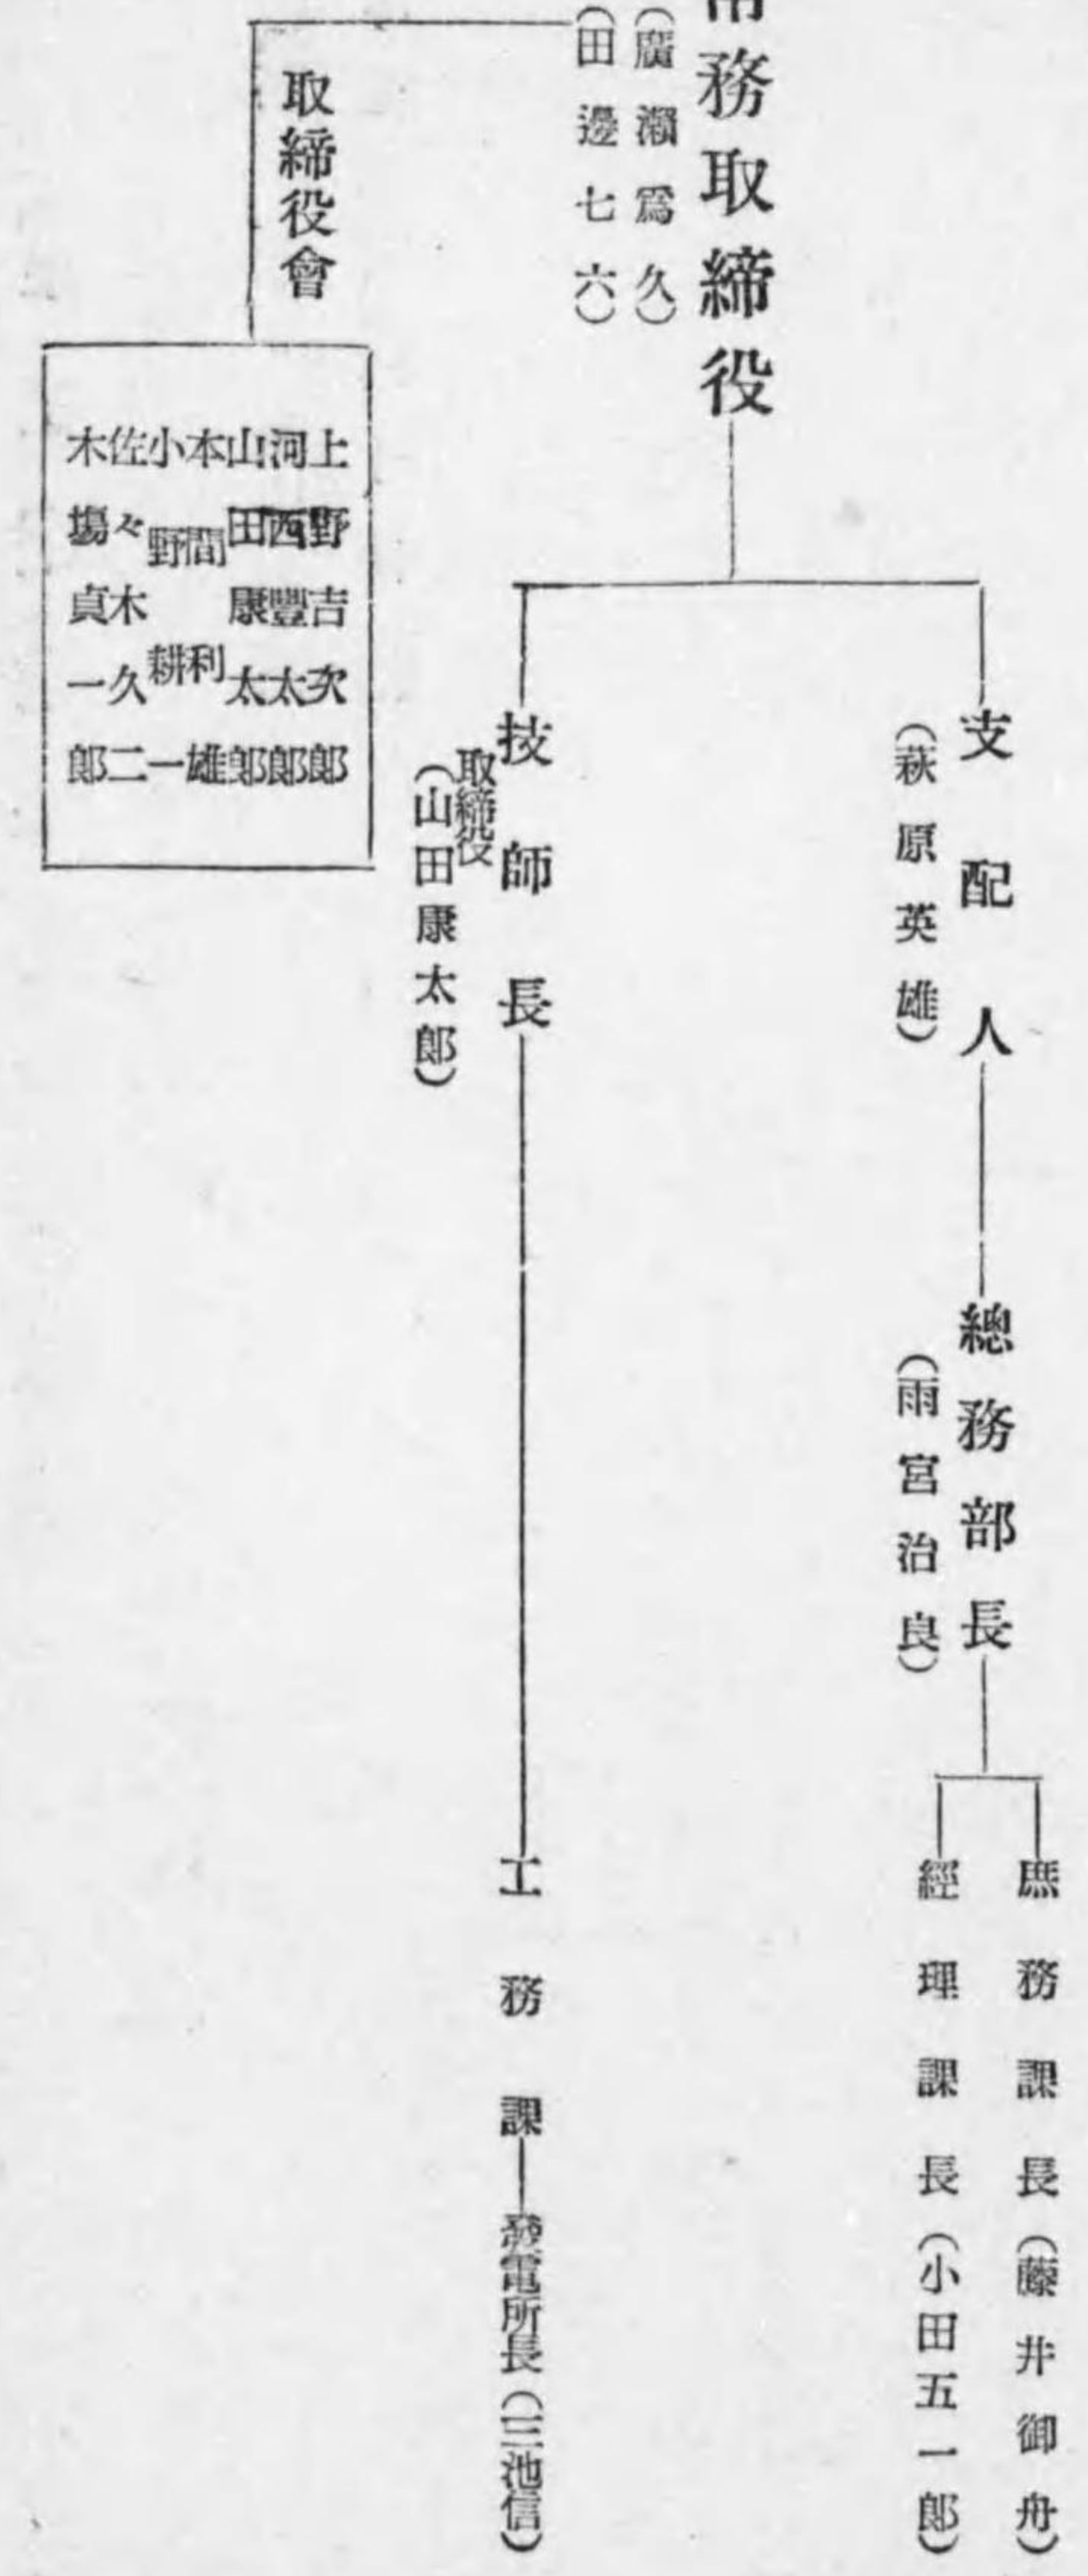 務取締役
(廣瀨爲久)
(田邊七六)
取締役會
上野吉次郎
河西豐太郎
山田康太郎
本間利雄
小野耕一
佐々木久二
木場貞一郎
支配人
(萩原英雄)
總務部長
(雨宮治良)
庶務課長(藤井御舟)
經理課長(小田五一郎)
技師長
取締役
(山田康太郎)
工務課
發電所長(三池信)